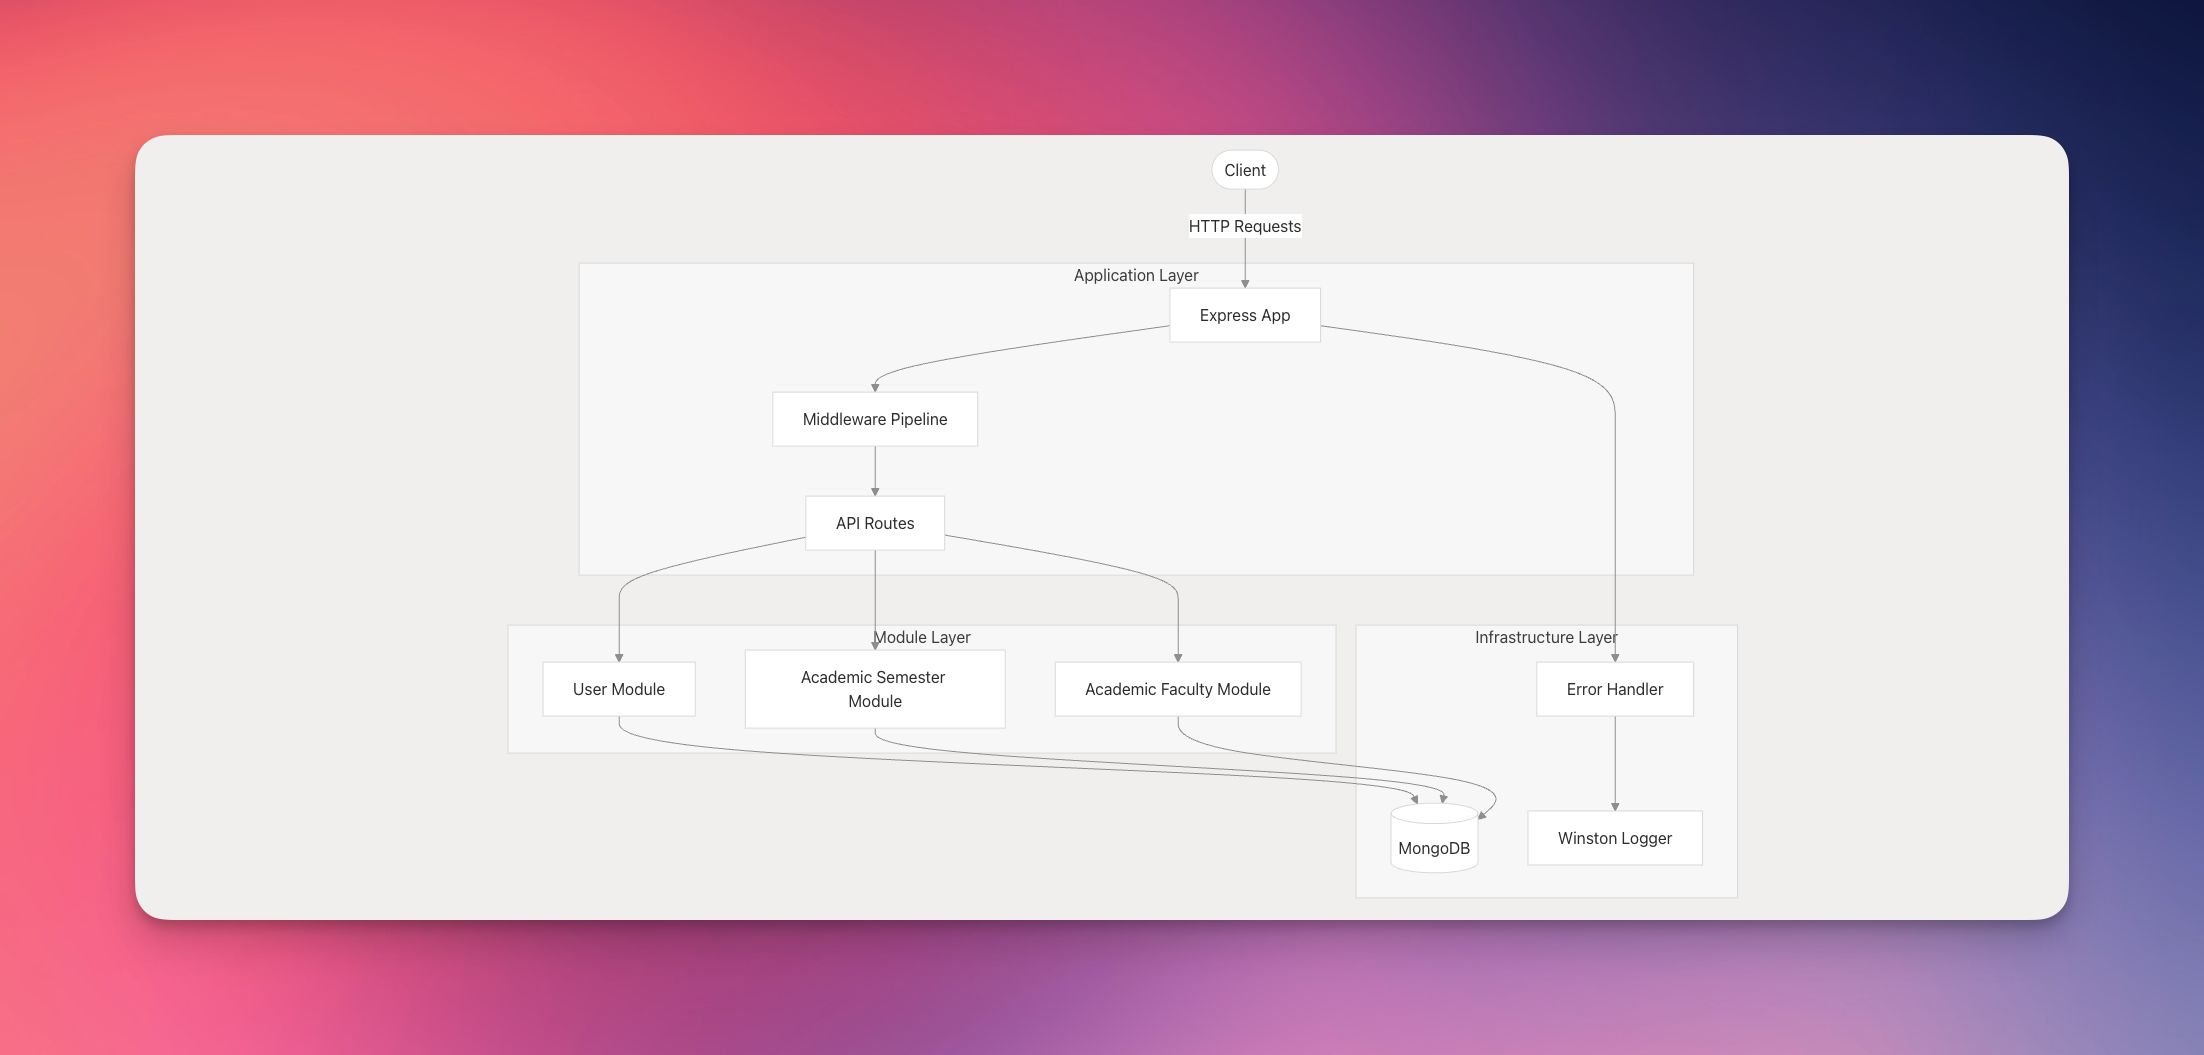 Client
HTTP Requests
Application Layer
Express App
Middleware Pipeline
API Routes
Module Layer
Infrastructure Layer
User Module
Academic Semester
Module
Academic Faculty Module
Error Handler
MongoDB
Winston Logger